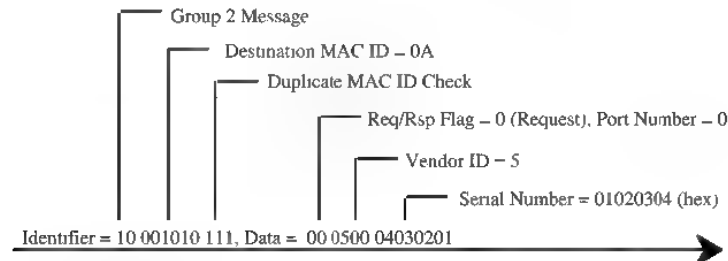 Group 2 Message
Destination MAC ID – 0A
Duplicate MAC ID Check
Req/Rsp Flag – 0 (Request), Port Number – 0
Vendor ID – 5
Serial Number = 01020304 (hex)
Identifier = 10 001010 111, Data = 00 0500 04030201